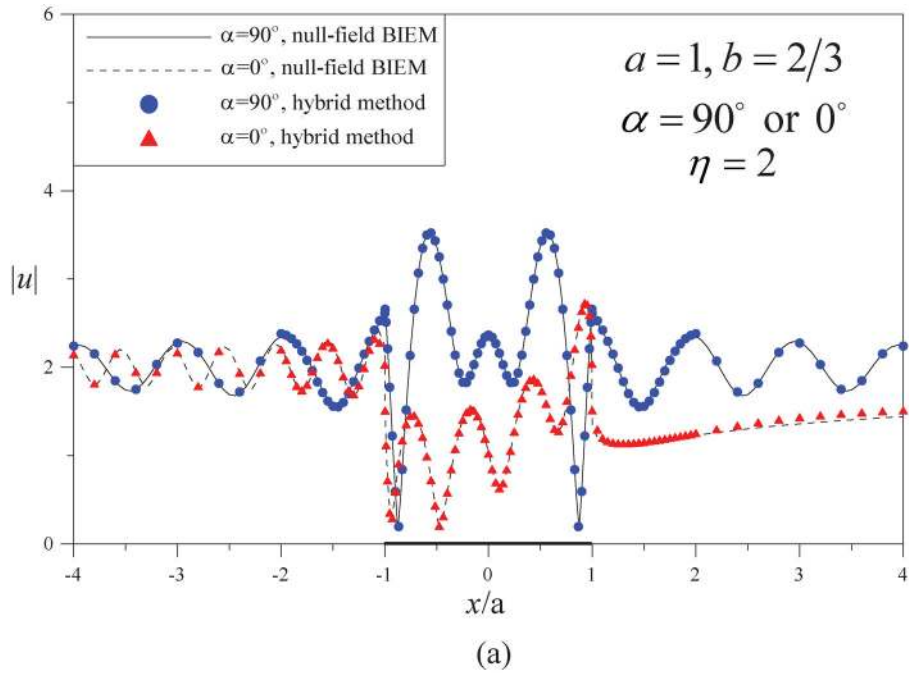 α=90°, null-field BIEM
α=0°, null-field BIEM
α=90°, hybrid method
α=0°, hybrid method
a = 1, b = 2/3
α = 90° or 0°
η = 2
6
4
|u|
2
0
-4
-3
-2
-1
0
1
2
3
4
x/a
(a)